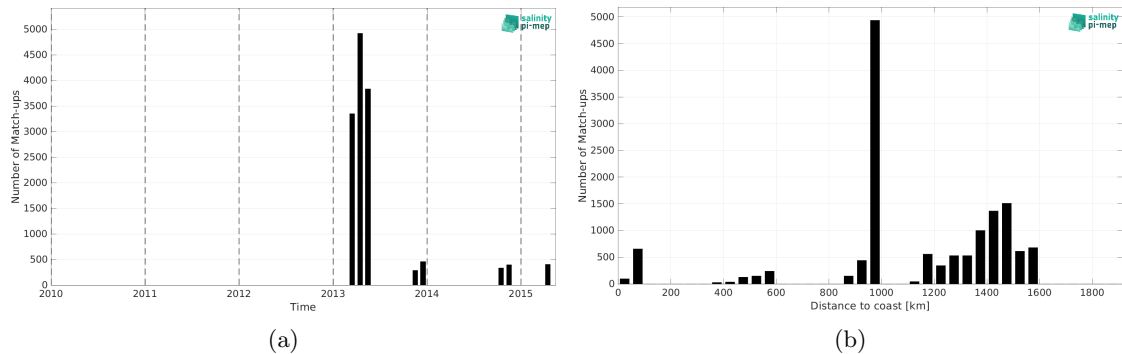 salinity
pi-mep
Number of Match-ups
5000
4500
4000
3500
3000
2500
2000
1500
1000
500
0
2010 2011 2012 2013 2014 2015
Time
(a)
salinity
pi-mep
Number of Match-ups
5000
4500
4000
3500
3000
2500
2000
1500
1000
500
0
0 200 400 600 800 1000 1200 1400 1600 1800
Distance to coast [km]
(b)